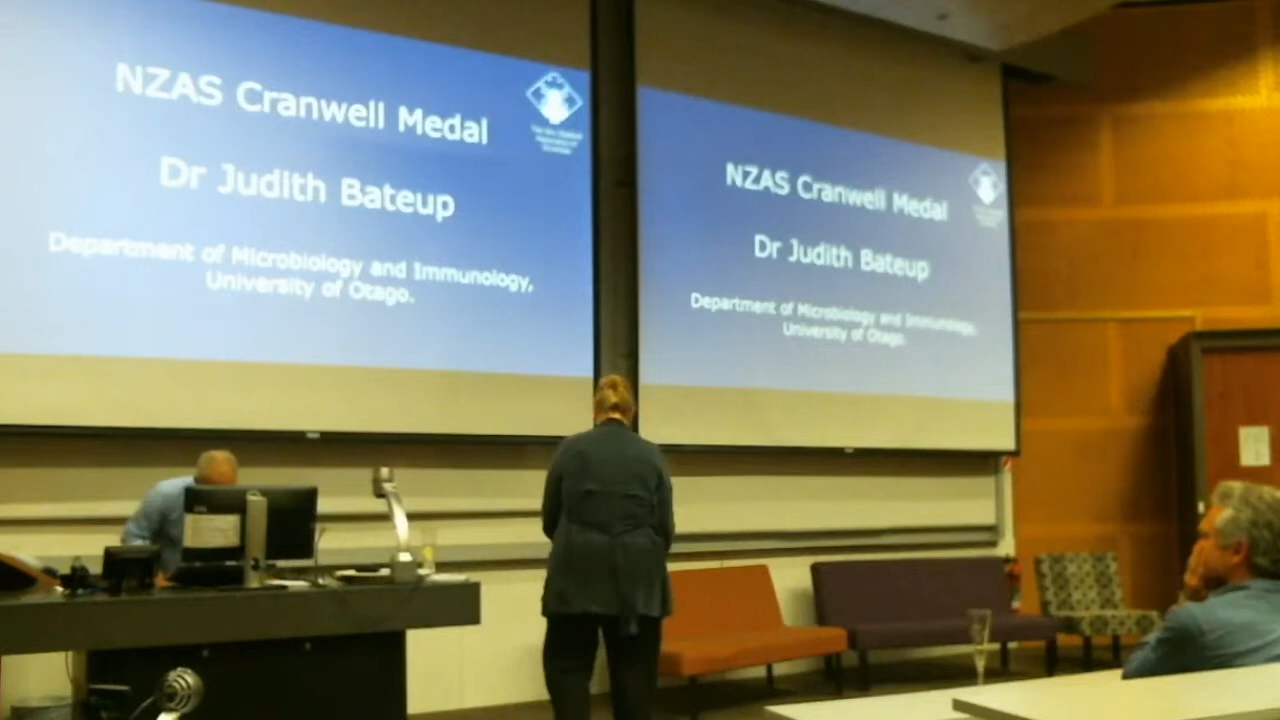 NZAS Cranwell Medal
Dr Judith Bateup
Department of Microbiology and Immunology,
University of Otago.
NZAS Cranwell Medal
Dr Judith Bateup
Department of Microbiology and Immunology,
University of Otago.